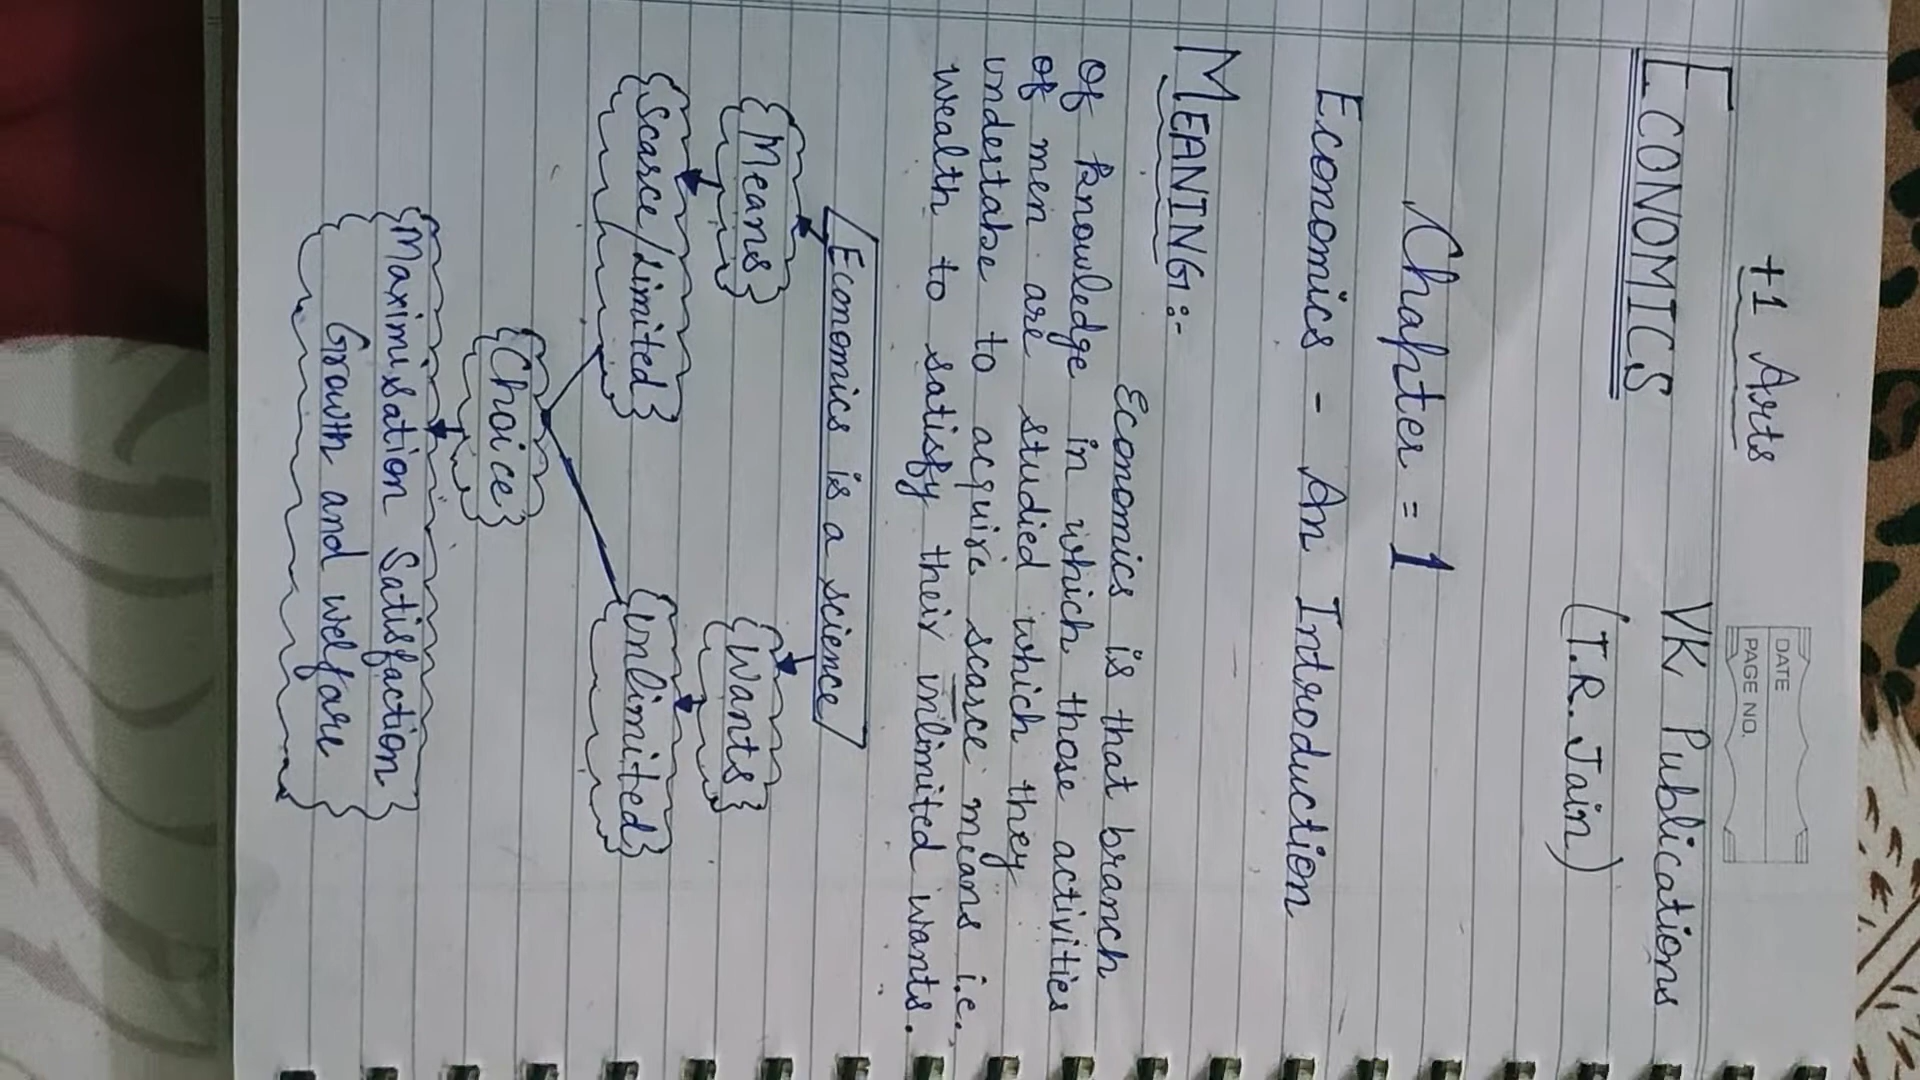 +1 Arts
DATE
PAGE NO.
ECONOMICS VK Publications
(T.R. Jain)
Chapter = 1
Economics - An Introduction
MEANING :-
Economics is that branch
of knowledge in which those activities
of men are studied which they
undertake to acquire scarce means i.e.
wealth to satisfy their unlimited wants.
Economics is a science
{Means} {Wants}
{Scarce/Limited} {Unlimited}
{Choice}
{Maximisation Satisfaction}
{Growth and welfare}